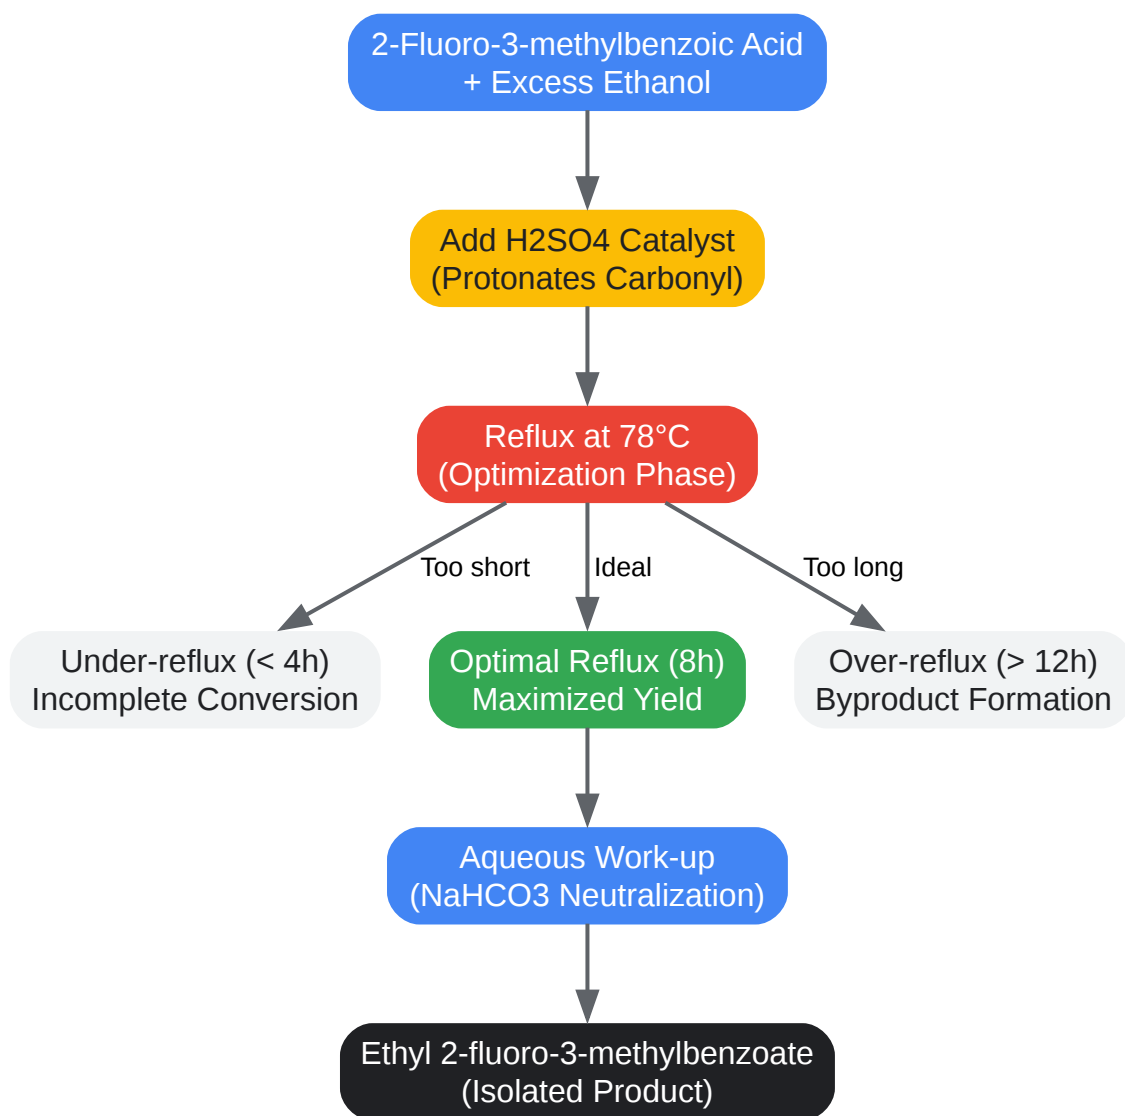 2-Fluoro-3-methylbenzoic Acid
+ Excess Ethanol
Add H2SO4 Catalyst
(Protonates Carbonyl)
Reflux at 78°C
(Optimization Phase)
Too short
Ideal
Too long
Under-reflux (< 4h)
Incomplete Conversion
Optimal Reflux (8h)
Maximized Yield
Over-reflux (> 12h)
Byproduct Formation
Aqueous Work-up
(NaHCO3 Neutralization)
Ethyl 2-fluoro-3-methylbenzoate
(Isolated Product)